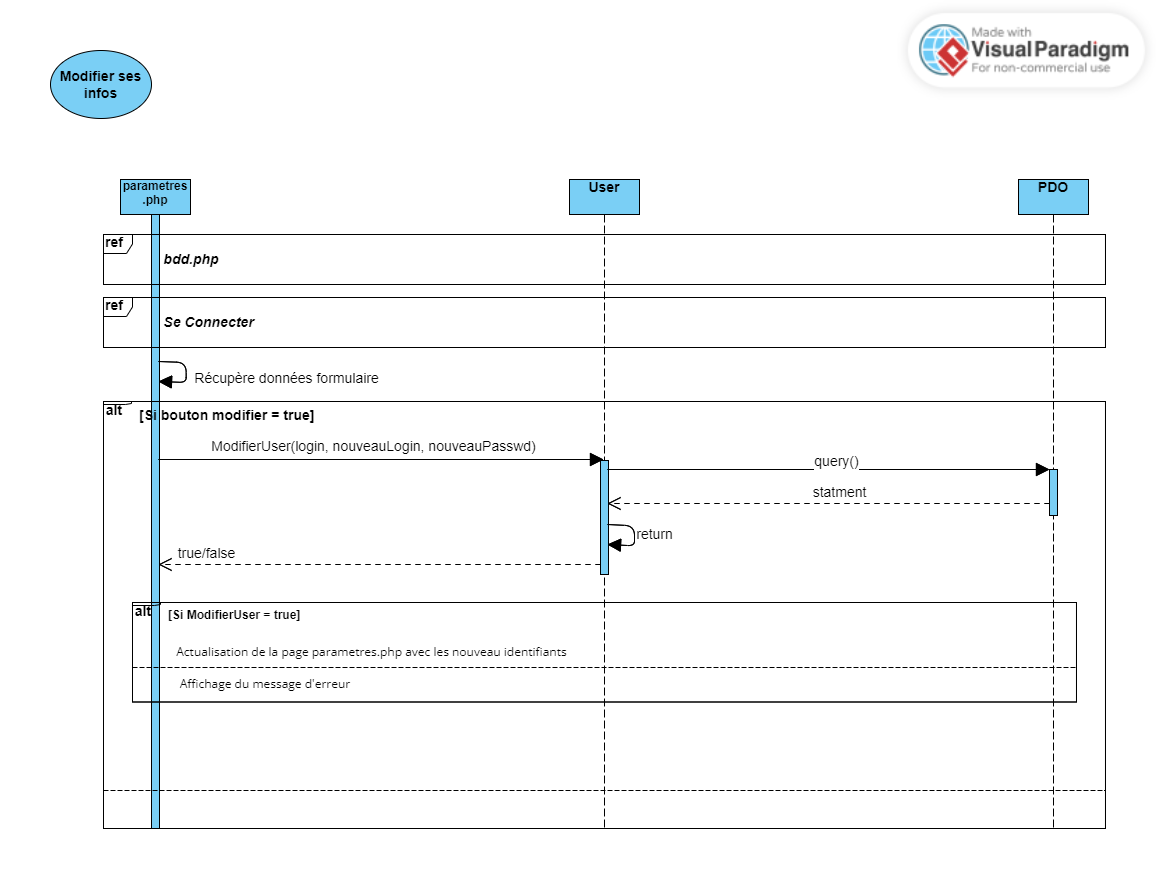 Made with
Visual Paradigm
For non-commercial use
Modifier ses
infos
parametres
.php
User
PDO
ref
bdd.php
ref
Se Connecter
Récupère données formulaire
alt
[Si bouton modifier = true]
ModifierUser(login, nouveauLogin, nouveauPasswd)
query()
statment
return
true/false
alt
[Si ModifierUser = true]
Actualisation de la page parametres.php avec les nouveau identifiants
Affichage du message d'erreur